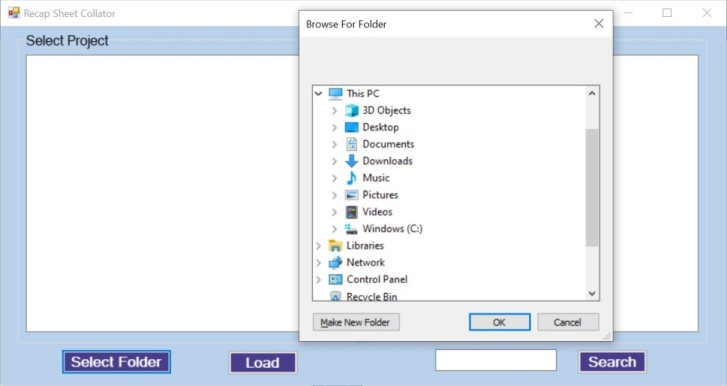 Recap Sheet Collator
Select Project
Browse For Folder
This PC
3D Objects
Desktop
Documents
Downloads
Music
Pictures
Videos
Windows (C:)
Libraries
Network
Control Panel
Recycle Bin
Make New Folder
OK
Cancel
Select Folder
Load
Search